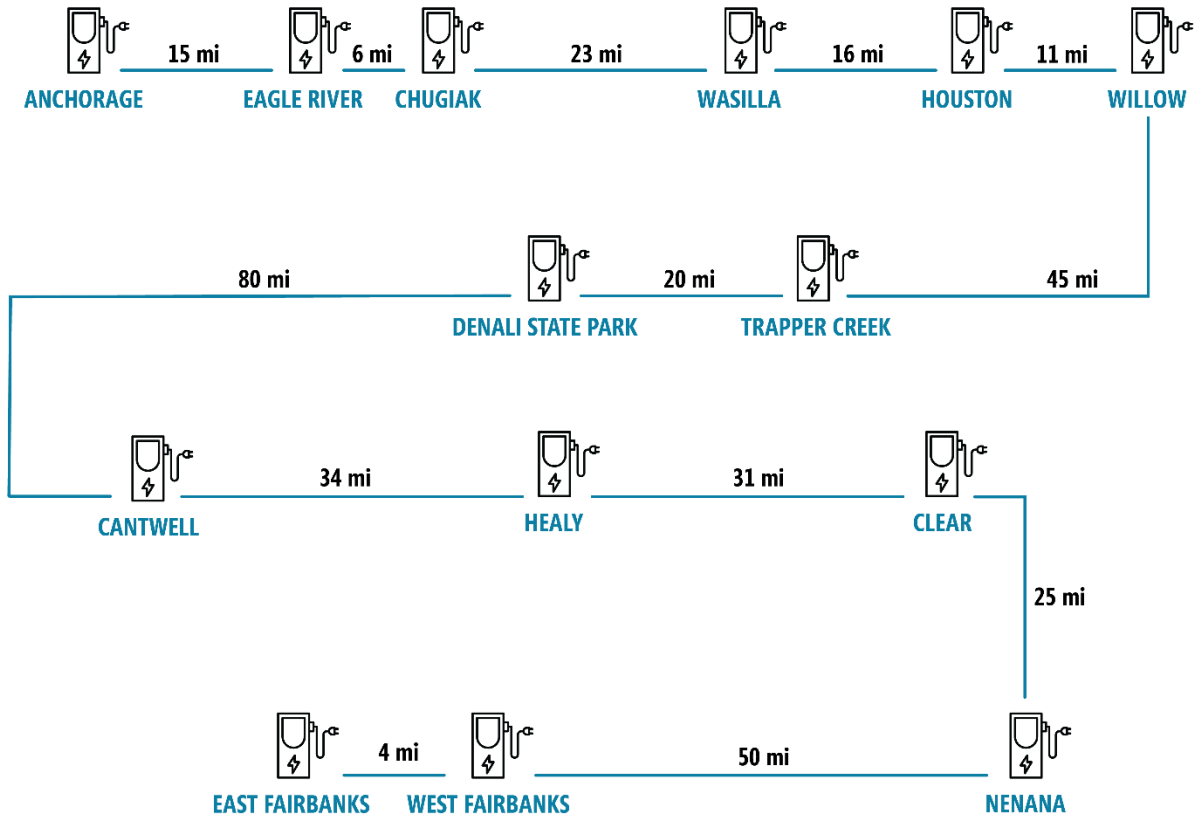 15 mi
6 mi
23 mi
16 mi
11 mi
ANCHORAGE
EAGLE RIVER
CHUGIAK
WASILLA
HOUSTON
WILLOW
80 mi
20 mi
45 mi
DENALI STATE PARK
TRAPPER CREEK
34 mi
31 mi
CANTWELL
HEALY
CLEAR
25 mi
4 mi
50 mi
EAST FAIRBANKS
WEST FAIRBANKS
NENANA